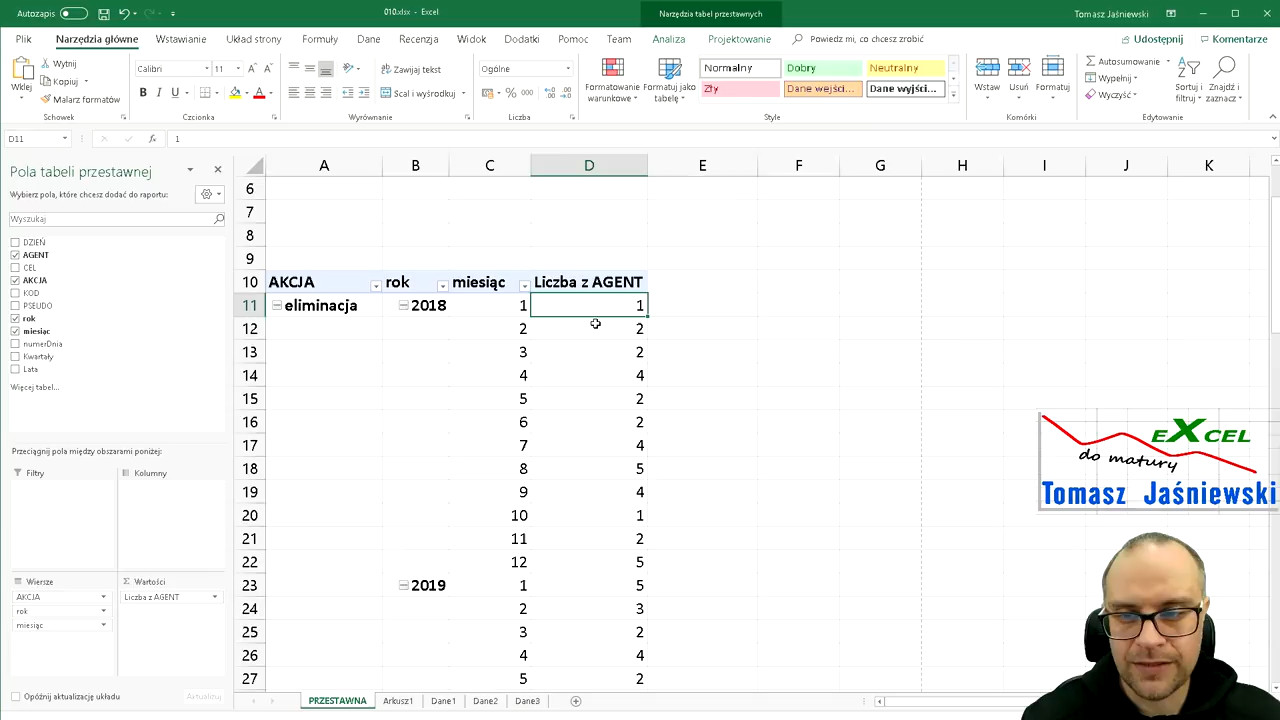 Autozapis
010.xlsx - Excel
Narzędzia tabel przestawnych
Tomasz Jaśniewski
Plik Narzędzia główne Wstawianie Układ strony Formuły Dane Recenzja Widok Dodatki Pomoc Team Analiza Projektowanie Powiedz mi, co chcesz zrobić Udostępnij Komentarze
Wklej
Wytnij
Kopiuj
Malarz formatów
Schowek
Calibri 11
B I U
Czcionka
Zawijaj tekst
Scal i wyśrodkuj
Wyrównanie
Ogólne
% 000
Liczba
Formatowanie warunkowe
Formatuj jako tabelę
Normalny Dobry Neutralny
Zły Dane wejści... Dane wyjści...
Style
Wstaw Usuń Formatuj
Komórki
Autosumowanie
Wypełnij
Wyczyść
Sortuj i filtruj
Znajdź i zaznacz
Edytowanie
D11 fx 1
Pola tabeli przestawnej
Wybierz pola, które chcesz dodać do raportu:
Wyszukaj
DZIEŃ
AGENT
CEL
AKCJA
KOD
PSEUDO
rok
miesiąc
numerDnia
Kwartały
Lata
Więcej tabel...
Przeciągnij pola między obszarami poniżej:
Filtry Kolumny
Wiersze Σ Wartości
AKCJA Liczba z AGENT
rok
miesiąc
Opóźnij aktualizację układu Aktualizuj
A B C D E F G H I J K
6
7
8
9
10 AKCJA rok miesiąc Liczba z AGENT
11 eliminacja 2018 1 1
12 2 2
13 3 2
14 4 4
15 5 2
16 6 2
17 7 4
18 8 5
19 9 4
20 10 1
21 11 2
22 12 5
23 2019 1 5
24 2 3
25 3 2
26 4 4
27 5 2
EXCEL
do matury
Tomasz Jaśniewski
PRZESTAWNA Arkusz1 Dane1 Dane2 Dane3